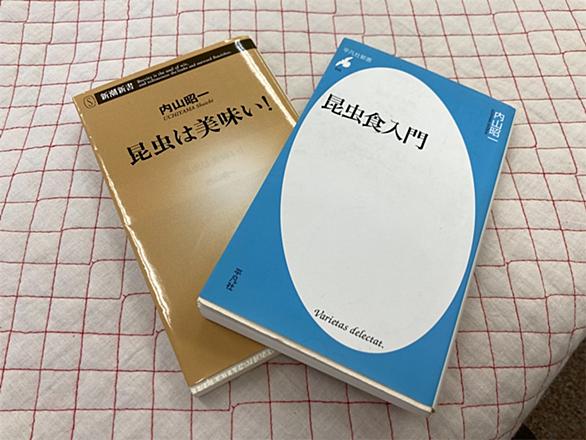 新潮新書
内山昭一
UCHIYAMA Shoichi
昆虫は美味い!
平凡社新書
昆虫食入門
内山昭一
平凡社
Varietas delectat.